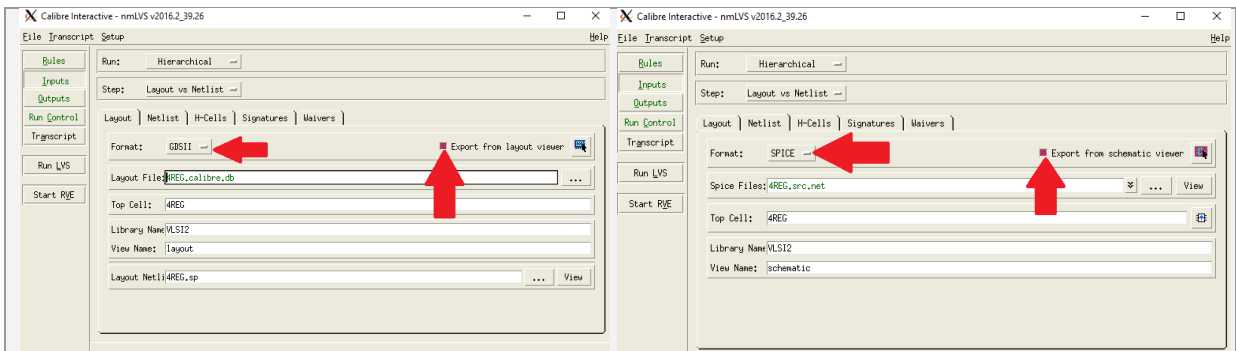 Calibre Interactive - nmLVS v2016.2_39.26
File Transcript Setup Help
Rules
Inputs
Outputs
Run Control
Transcript
Run LVS
Start RVE
Run: Hierarchical
Step: Layout vs Netlist
Layout Netlist H-Cells Signatures Waivers
Format: GDSII Export from layout viewer
Layout File: 4REG.calibre.db ...
Top Cell: 4REG
Library Name VLSI2
View Name: layout
Layout Netli 4REG.sp ... View
Calibre Interactive - nmLVS v2016.2_39.26
File Transcript Setup Help
Rules
Inputs
Outputs
Run Control
Transcript
Run LVS
Start RVE
Run: Hierarchical
Step: Layout vs Netlist
Layout Netlist H-Cells Signatures Waivers
Format: SPICE Export from schematic viewer
Spice Files: 4REG.src.net ... View
Top Cell: 4REG
Library Name VLSI2
View Name: schematic